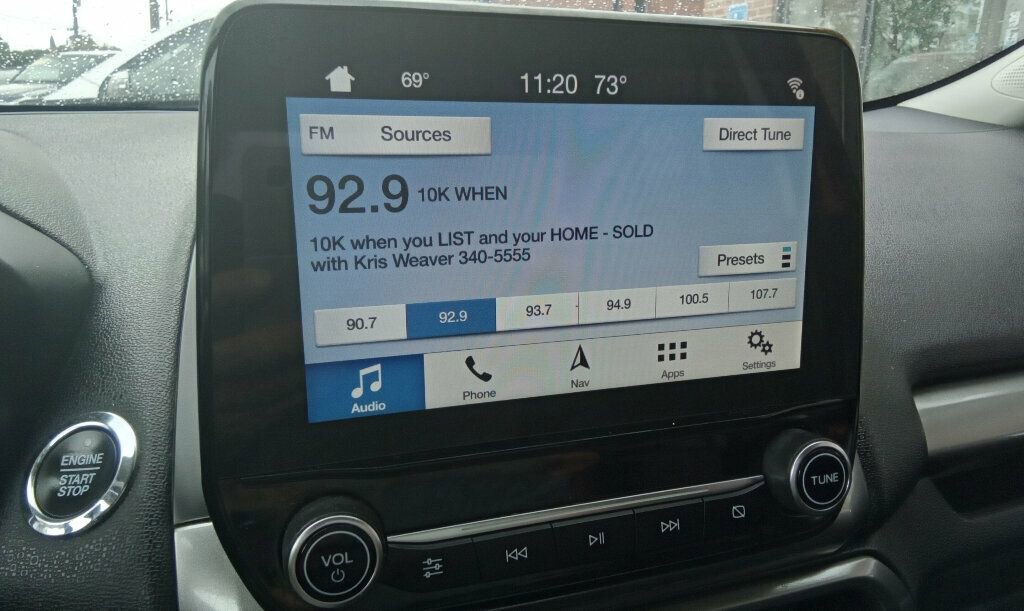 69° 11:20 73°
FM Sources Direct Tune
92.9 10K WHEN
10K when you LIST and your HOME - SOLD
with Kris Weaver 340-5555
Presets
90.7 92.9 93.7 94.9 100.5 107.7
Audio Phone Nav Apps Settings
ENGINE
START
STOP
VOL
TUNE